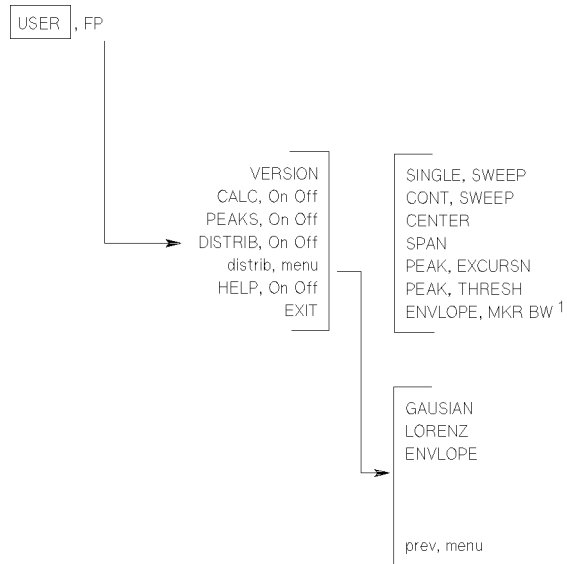 USER , FP
VERSION
CALC, On Off
PEAKS, On Off
DISTRIB, On Off
distrib, menu
HELP, On Off
EXIT
SINGLE, SWEEP
CONT, SWEEP
CENTER
SPAN
PEAK, EXCURSN
PEAK, THRESH
ENVLOPE, MKR BW 1
GAUSIAN
LORENZ
ENVLOPE
prev, menu